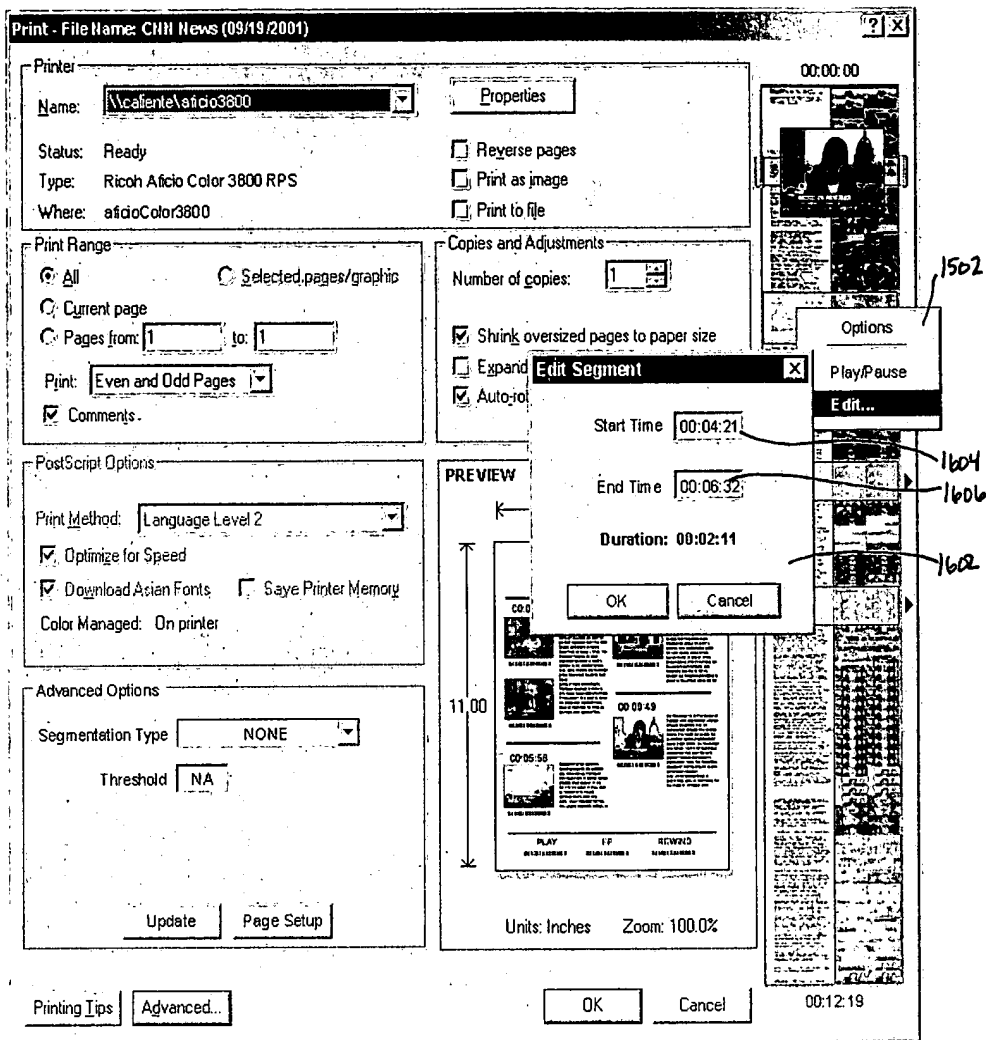 Print - File Name: CNN News (09/19/2001)
? X
Printer
Name: \\caliente\aficio3800
Properties
Status: Ready
Type: Ricoh Aficio Color 3800 RPS
Where: aficioColor3800
Reverse pages
Print as image
Print to file
Print Range
All
Selected pages/graphic
Current page
Pages from: 1 to: 1
Print: Even and Odd Pages
Comments.
Copies and Adjustments
Number of copies: 1
Shrink oversized pages to paper size
Expand
Auto-rot
PostScript Options
Print Method: Language Level 2
Optimize for Speed
Download Asian Fonts
Save Printer Memory
Color Managed: On printer
Advanced Options
Segmentation Type NONE
Threshold NA
Update
Page Setup
PREVIEW
11.00
00:09:49
00:05:58
PLAY FF REWIND
Units: Inches Zoom: 100.0%
Edit Segment X
Start Time 00:04:21
End Time 00:06:32
Duration: 00:02:11
OK
Cancel
00:00:00
Options
Play/Pause
Edit...
1502
1604
1606
1602
00:12:19
Printing Tips
Advanced...
OK
Cancel